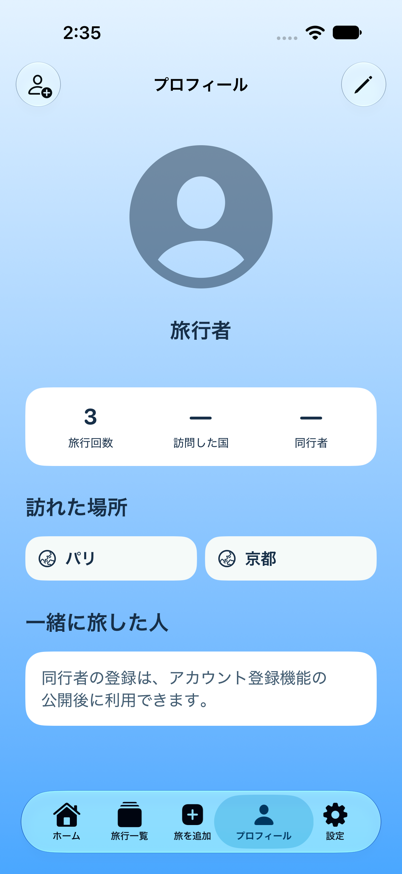 2:35
プロフィール
旅行者
3
旅行回数
—
訪問した国
—
同行者
訪れた場所
パリ
京都
一緒に旅した人
同行者の登録は、アカウント登録機能の
公開後に利用できます。
ホーム
旅行一覧
旅を追加
プロフィール
設定